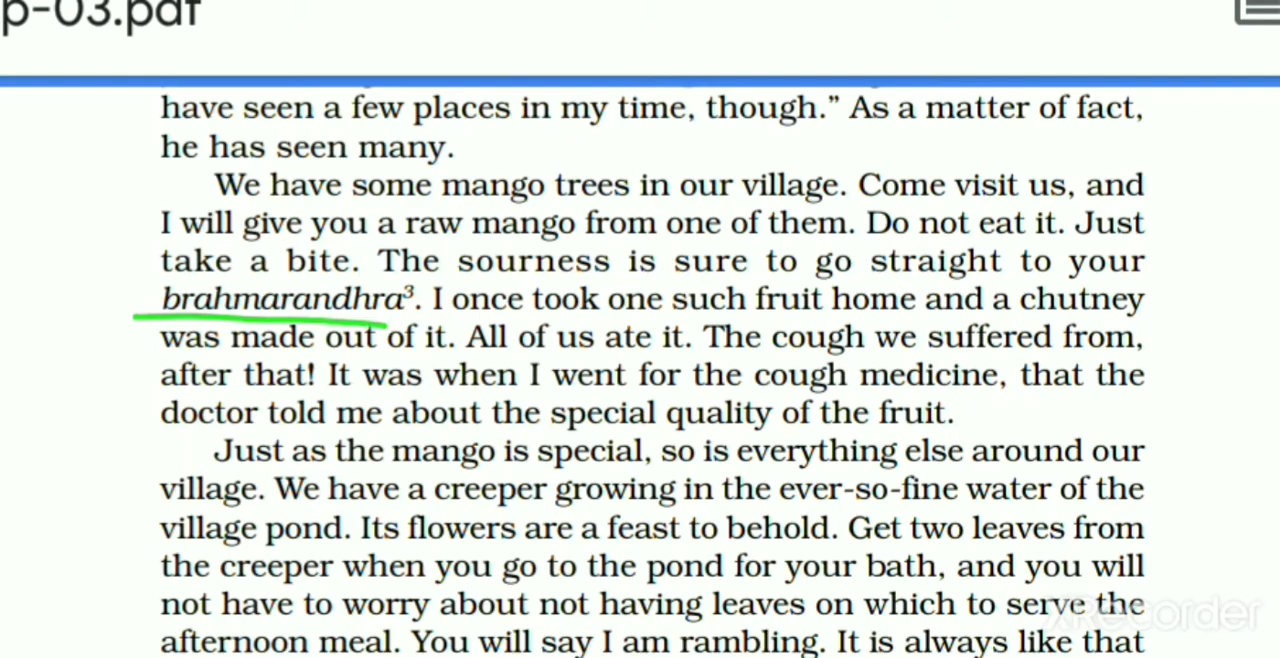 p-03.pdf
have seen a few places in my time, though.” As a matter of fact,
he has seen many.
We have some mango trees in our village. Come visit us, and
I will give you a raw mango from one of them. Do not eat it. Just
take a bite. The sourness is sure to go straight to your
brahmarandhra³. I once took one such fruit home and a chutney
was made out of it. All of us ate it. The cough we suffered from,
after that! It was when I went for the cough medicine, that the
doctor told me about the special quality of the fruit.
Just as the mango is special, so is everything else around our
village. We have a creeper growing in the ever-so-fine water of the
village pond. Its flowers are a feast to behold. Get two leaves from
the creeper when you go to the pond for your bath, and you will
not have to worry about not having leaves on which to serve the
afternoon meal. You will say I am rambling. It is always like that
XRecorder